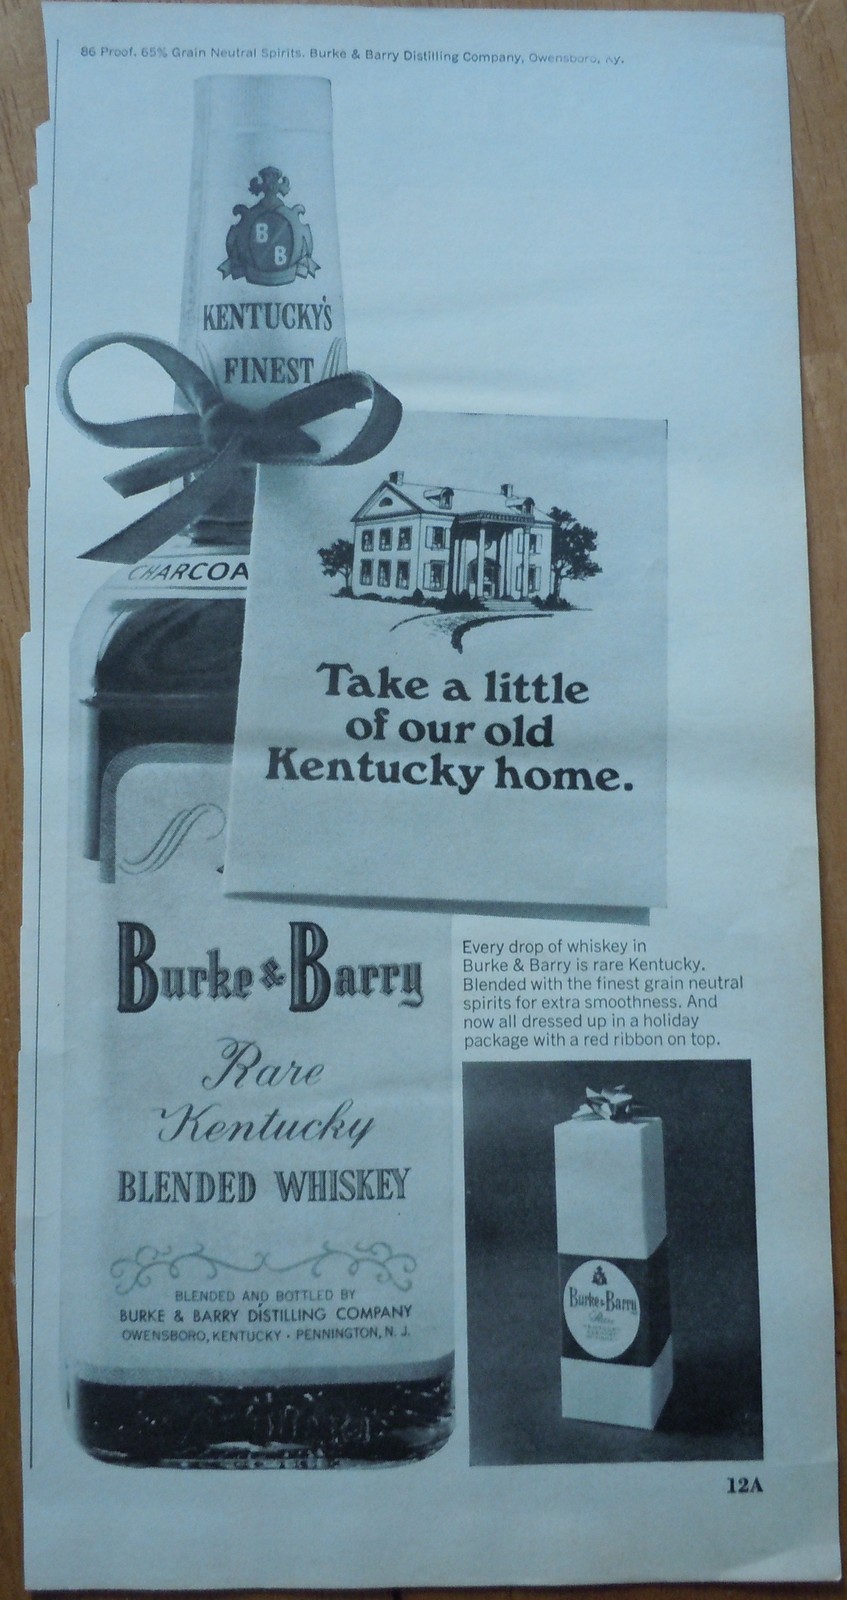 86 Proof. 65% Grain Neutral Spirits. Burke & Barry Distilling Company, Owensboro, Ky.
B
B
KENTUCKY'S
FINEST
CHARCOA
Take a little
of our old
Kentucky home.
Burke & Barry
Rare
Kentucky
BLENDED WHISKEY
BLENDED AND BOTTLED BY
BURKE & BARRY DISTILLING COMPANY
OWENSBORO, KENTUCKY • PENNINGTON, N. J.
Every drop of whiskey in
Burke & Barry is rare Kentucky.
Blended with the finest grain neutral
spirits for extra smoothness. And
now all dressed up in a holiday
package with a red ribbon on top.
Burke & Barry
Rare
12A